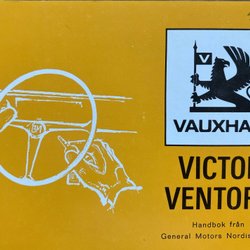 V
VAUXHA
VICTO
VENTOR
Handbok från
General Motors Nordis